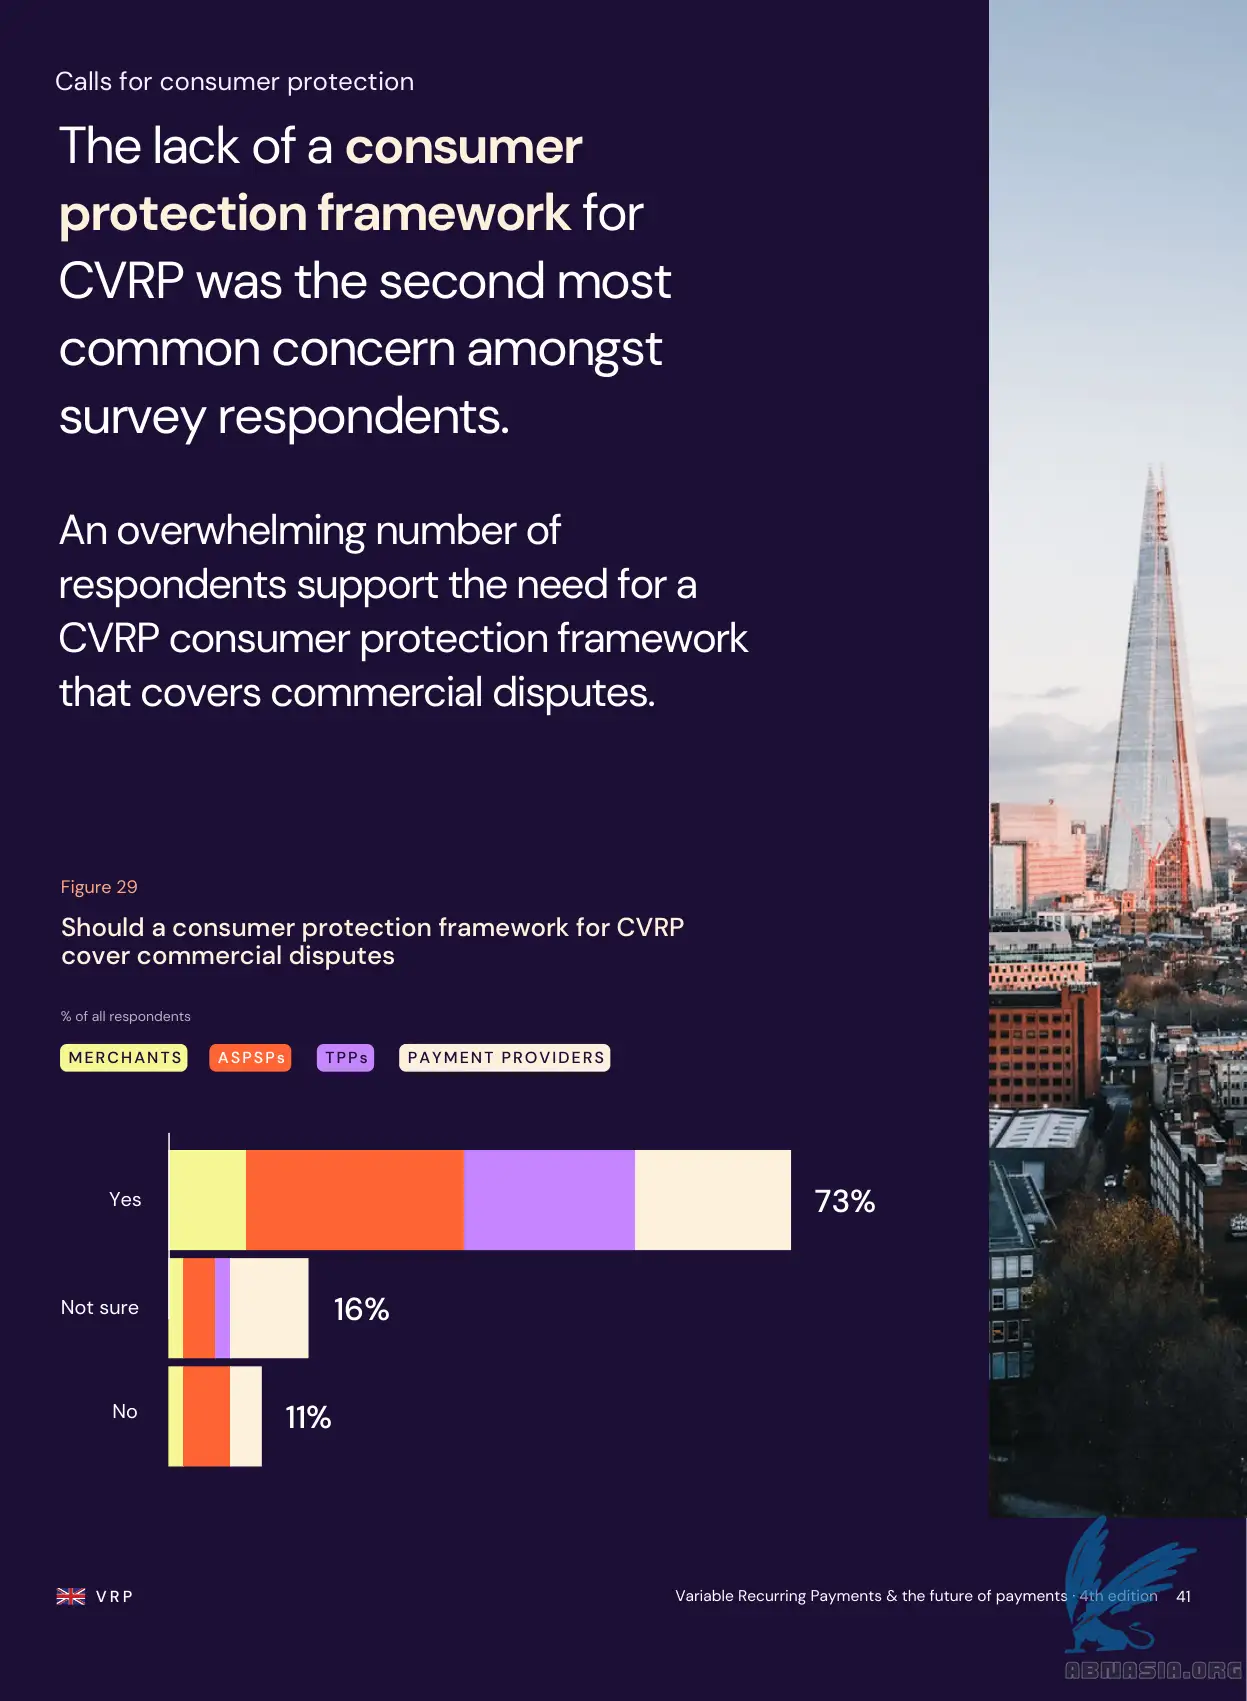 Calls for consumer protection
The lack of a consumer
protection framework for
CVRP was the second most
common concern amongst
survey respondents.
An overwhelming number of
respondents support the need for a
CVRP consumer protection framework
that covers commercial disputes.
Figure 29
Should a consumer protection framework for CVRP
cover commercial disputes
% of all respondents
MERCHANTS ASPSPs TPPs PAYMENT PROVIDERS
Yes 73%
Not sure 16%
No 11%
VRP
Variable Recurring Payments & the future of payments · 4th edition 41
ABNASIA.ORG